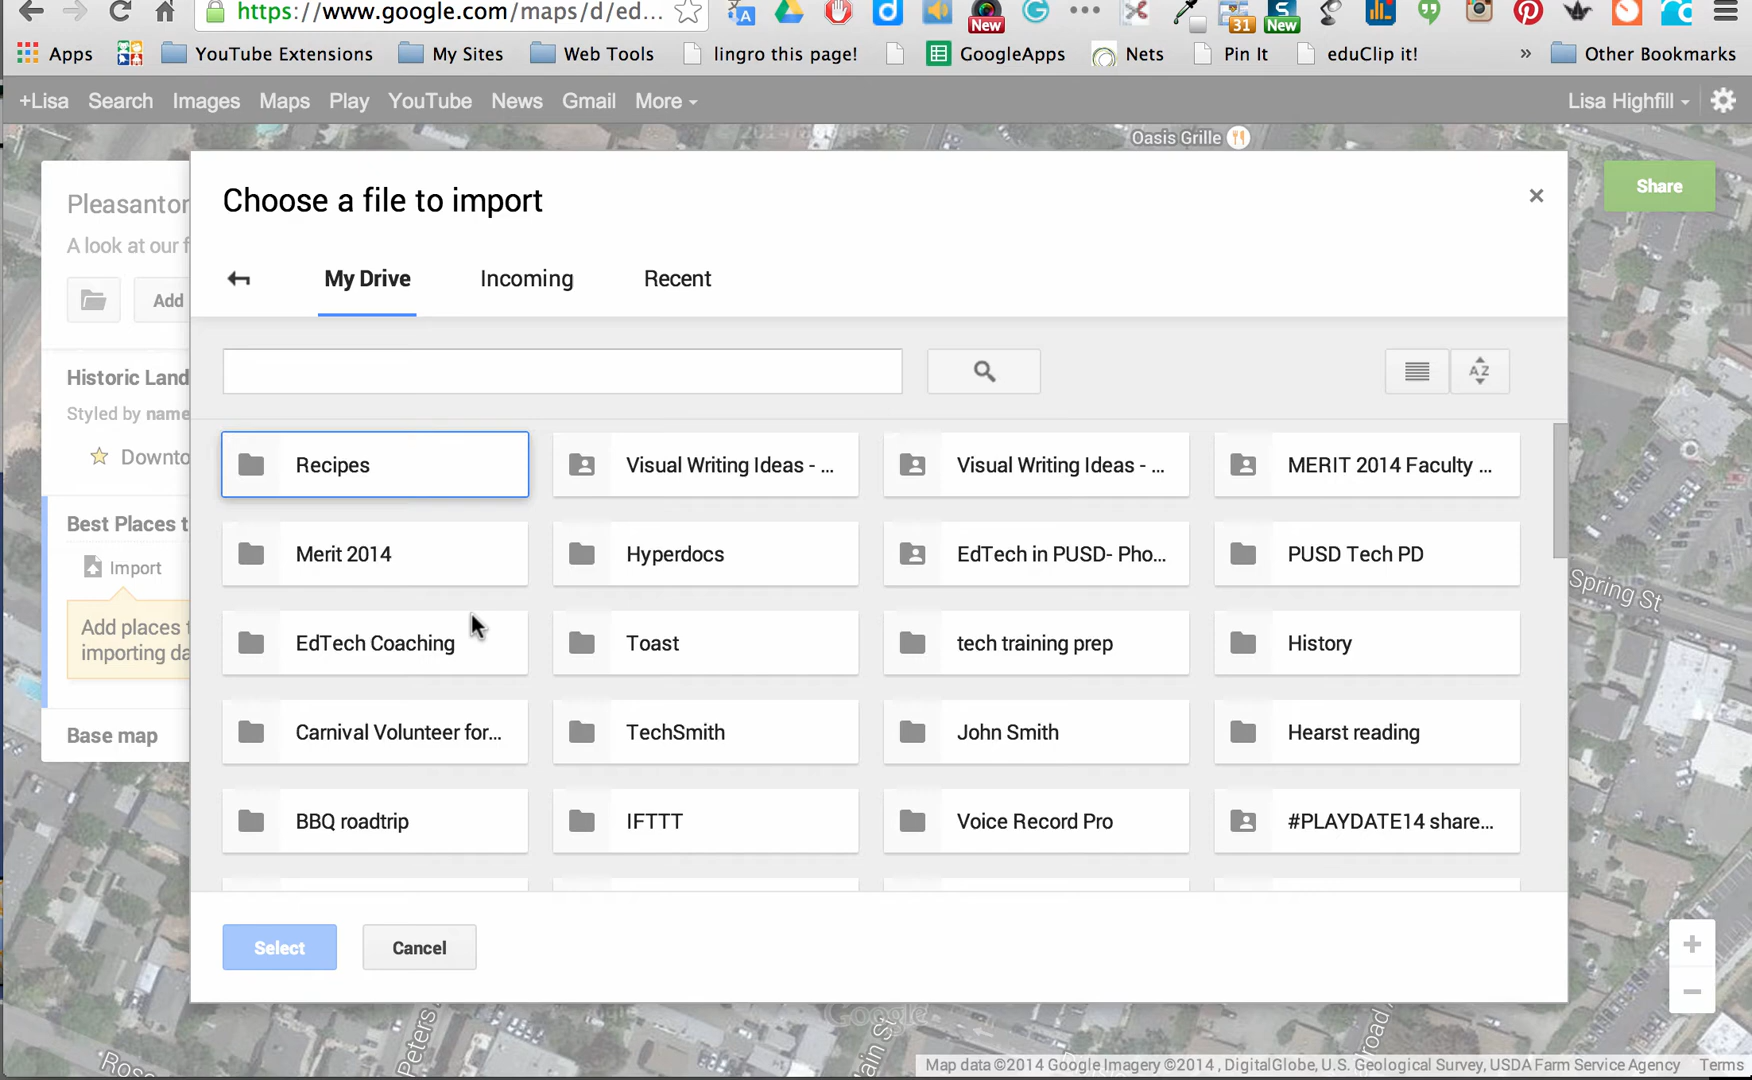 https://www.google.com/maps/d/ed...
New
31
New
Apps
YouTube Extensions
My Sites
Web Tools
lingro this page!
GoogleApps
Nets
Pin It
eduClip it!
»
Other Bookmarks
+Lisa Search Images Maps Play YouTube News Gmail More
Lisa Highfill
Oasis Grille
Choose a file to import
Share
Pleasanton
A look at our f
My Drive
Incoming
Recent
Add
Historic Land
Styled by name
Downto
AZ
Recipes
Visual Writing Ideas - ...
Visual Writing Ideas - ...
MERIT 2014 Faculty ...
Best Places t
Import
Merit 2014
Hyperdocs
EdTech in PUSD- Pho...
PUSD Tech PD
Spring St
Add places t
importing da
EdTech Coaching
Toast
tech training prep
History
Base map
Carnival Volunteer for...
TechSmith
John Smith
Hearst reading
BBQ roadtrip
IFTTT
Voice Record Pro
#PLAYDATE14 share...
Select
Cancel
Google
Peters
Map data ©2014 Google Imagery ©2014 , DigitalGlobe, U.S. Geological Survey, USDA Farm Service Agency
Terms